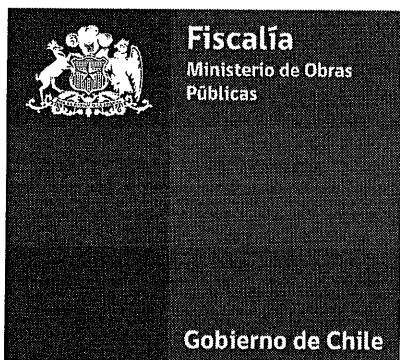 Fiscalía
Ministerio de Obras
Públicas
Gobierno de Chile